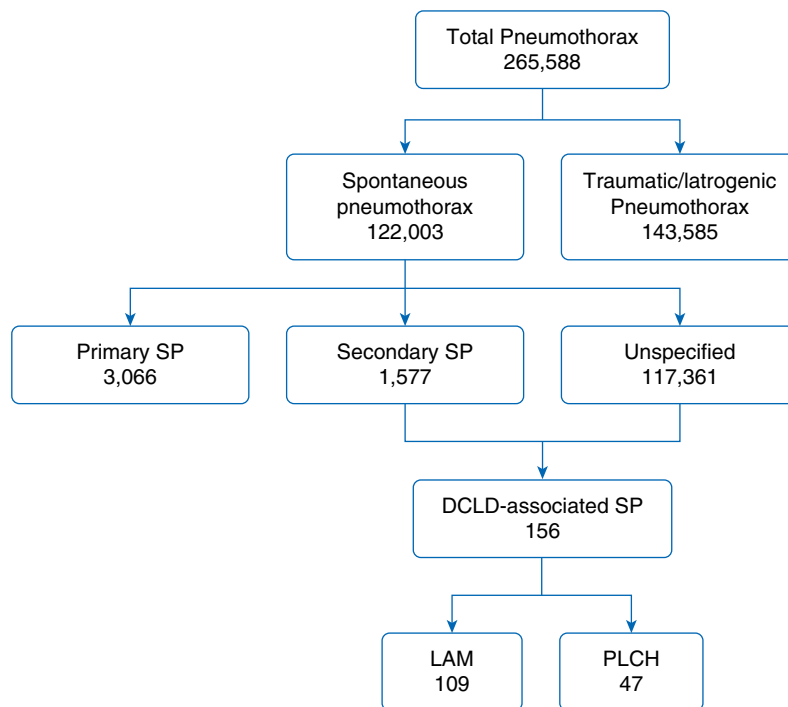 Total Pneumothorax
265,588
Spontaneous
pneumothorax
122,003
Traumatic/Iatrogenic
Pneumothorax
143,585
Primary SP
3,066
Secondary SP
1,577
Unspecified
117,361
DCLD-associated SP
156
LAM
109
PLCH
47